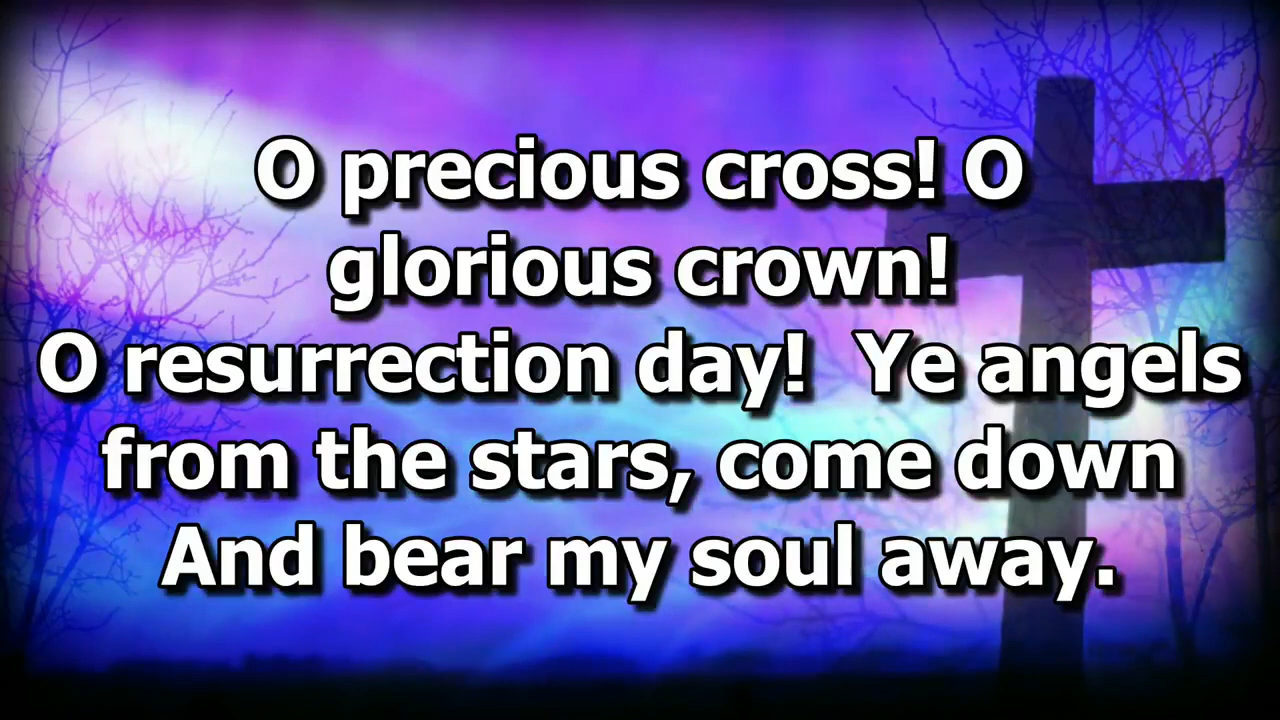 O precious cross! O
glorious crown!
O resurrection day!  Ye angels
from the stars, come down
And bear my soul away.